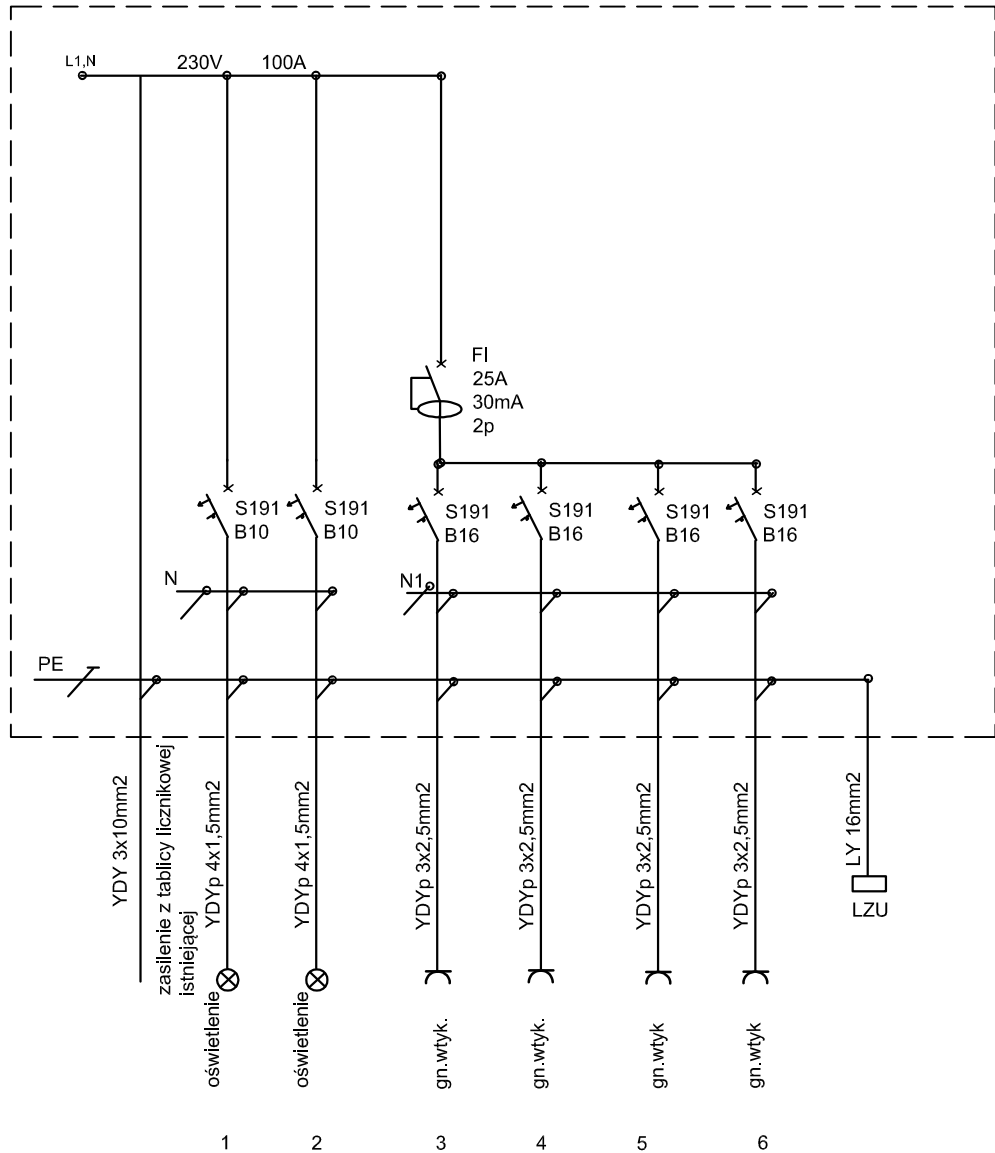 L1,N
230V
100A
FI
25A
30mA
2p
S191
B10
S191
B10
S191
B16
S191
B16
S191
B16
S191
B16
N
N1
PE
YDY 3x10mm2
zasilenie z tablicy licznikowej
istniejącej
YDYp 4x1,5mm2
YDYp 4x1,5mm2
YDYp 3x2,5mm2
YDYp 3x2,5mm2
YDYp 3x2,5mm2
YDYp 3x2,5mm2
LY 16mm2
LZU
oświetlenie
oświetlenie
gn.wtyk.
gn.wtyk.
gn.wtyk
gn.wtyk
1
2
3
4
5
6